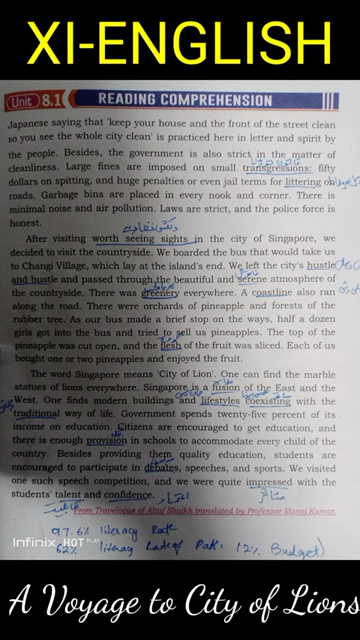 XI-ENGLISH
Unit 8.1 READING COMPREHENSION
Japanese saying that 'keep your house and the front of the street clean
so you see the whole city clean' is practiced here in letter and spirit by
the people. Besides, the government is also strict in the matter of
cleanliness. Large fines are imposed on small transgressions: fifty
dollars on spitting, and huge penalties or even jail terms for littering on
roads. Garbage bins are placed in every nook and corner. There is
minimal noise and air pollution. Laws are strict, and the police force is
honest.
After visiting worth seeing sights in the city of Singapore, we
decided to visit the countryside. We boarded the bus that would take us
to Changi Village, which lay at the island's end. We left the city's hustle
and bustle and passed through the beautiful and serene atmosphere of
the countryside. There was greenery everywhere. A coastline also ran
along the road. There were orchards of pineapple and forests of the
rubber tree. As our bus made a brief stop on the ways, half a dozen
girls got into the bus and tried to sell us pineapples. The top of the
pineapple was cut open, and the flesh of the fruit was sliced. Each of us
bought one or two pineapples and enjoyed the fruit.
The word Singapore means 'City of Lion'. One can find the marble
statues of lions everywhere. Singapore is a fusion of the East and the
West. One finds modern buildings and lifestyles coexisting with the
traditional way of life. Government spends twenty-five percent of its
income on education. Citizens are encouraged to get education, and
there is enough provision in schools to accommodate every child of the
country. Besides providing them quality education, students are
encouraged to participate in debates, speeches, and sports. We visited
one such speech competition, and we were quite impressed with the
students' talent and confidence.
From Travelogue of Altaf Shaikh translated by Professor Manoj Kumar.
97.6% literacy Rate
62% literacy Rate of Pak. (2% Budget)
Infinix HOT PLAY
A Voyage to City of Lions